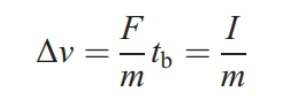 Δv = F/m t_b = I/m